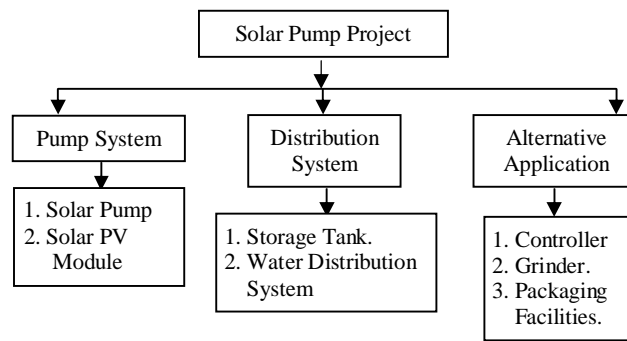 Solar Pump Project
Pump System
Distribution
System
Alternative
Application
1. Solar Pump
2. Solar PV
Module
1. Storage Tank.
2. Water Distribution
System
1. Controller
2. Grinder.
3. Packaging
Facilities.